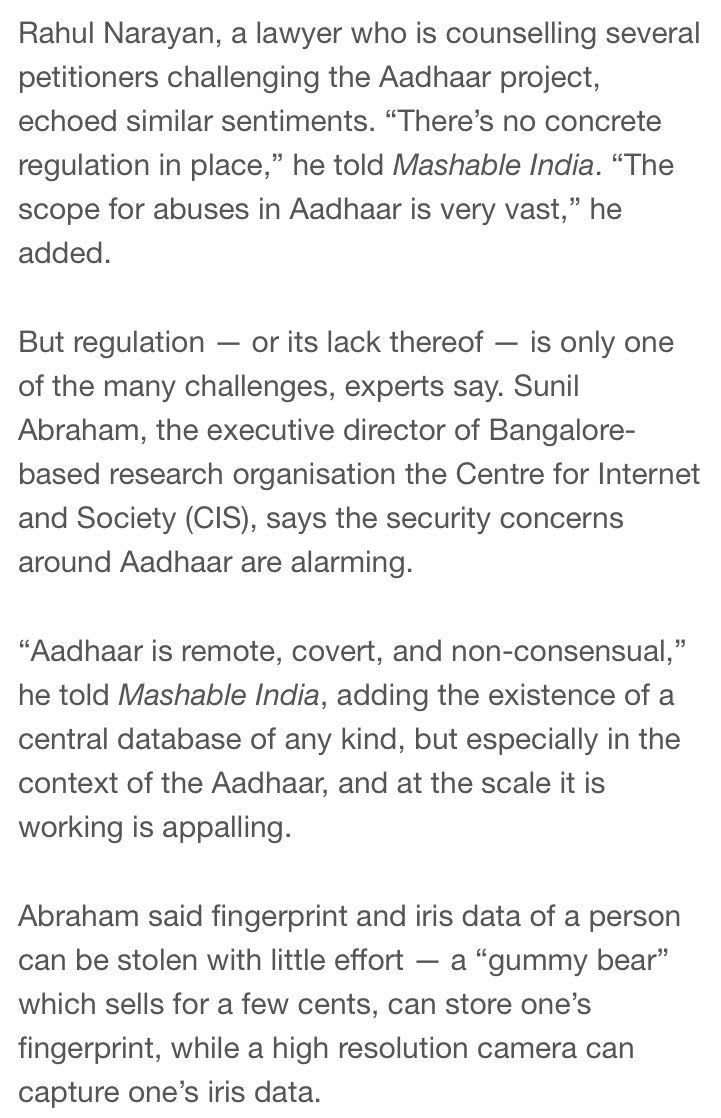 Rahul Narayan, a lawyer who is counselling several
petitioners challenging the Aadhaar project,
echoed similar sentiments. “There’s no concrete
regulation in place,” he told Mashable India. “The
scope for abuses in Aadhaar is very vast,” he
added.
But regulation — or its lack thereof — is only one
of the many challenges, experts say. Sunil
Abraham, the executive director of Bangalore-
based research organisation the Centre for Internet
and Society (CIS), says the security concerns
around Aadhaar are alarming.
“Aadhaar is remote, covert, and non-consensual,”
he told Mashable India, adding the existence of a
central database of any kind, but especially in the
context of the Aadhaar, and at the scale it is
working is appalling.
Abraham said fingerprint and iris data of a person
can be stolen with little effort — a “gummy bear”
which sells for a few cents, can store one’s
fingerprint, while a high resolution camera can
capture one’s iris data.